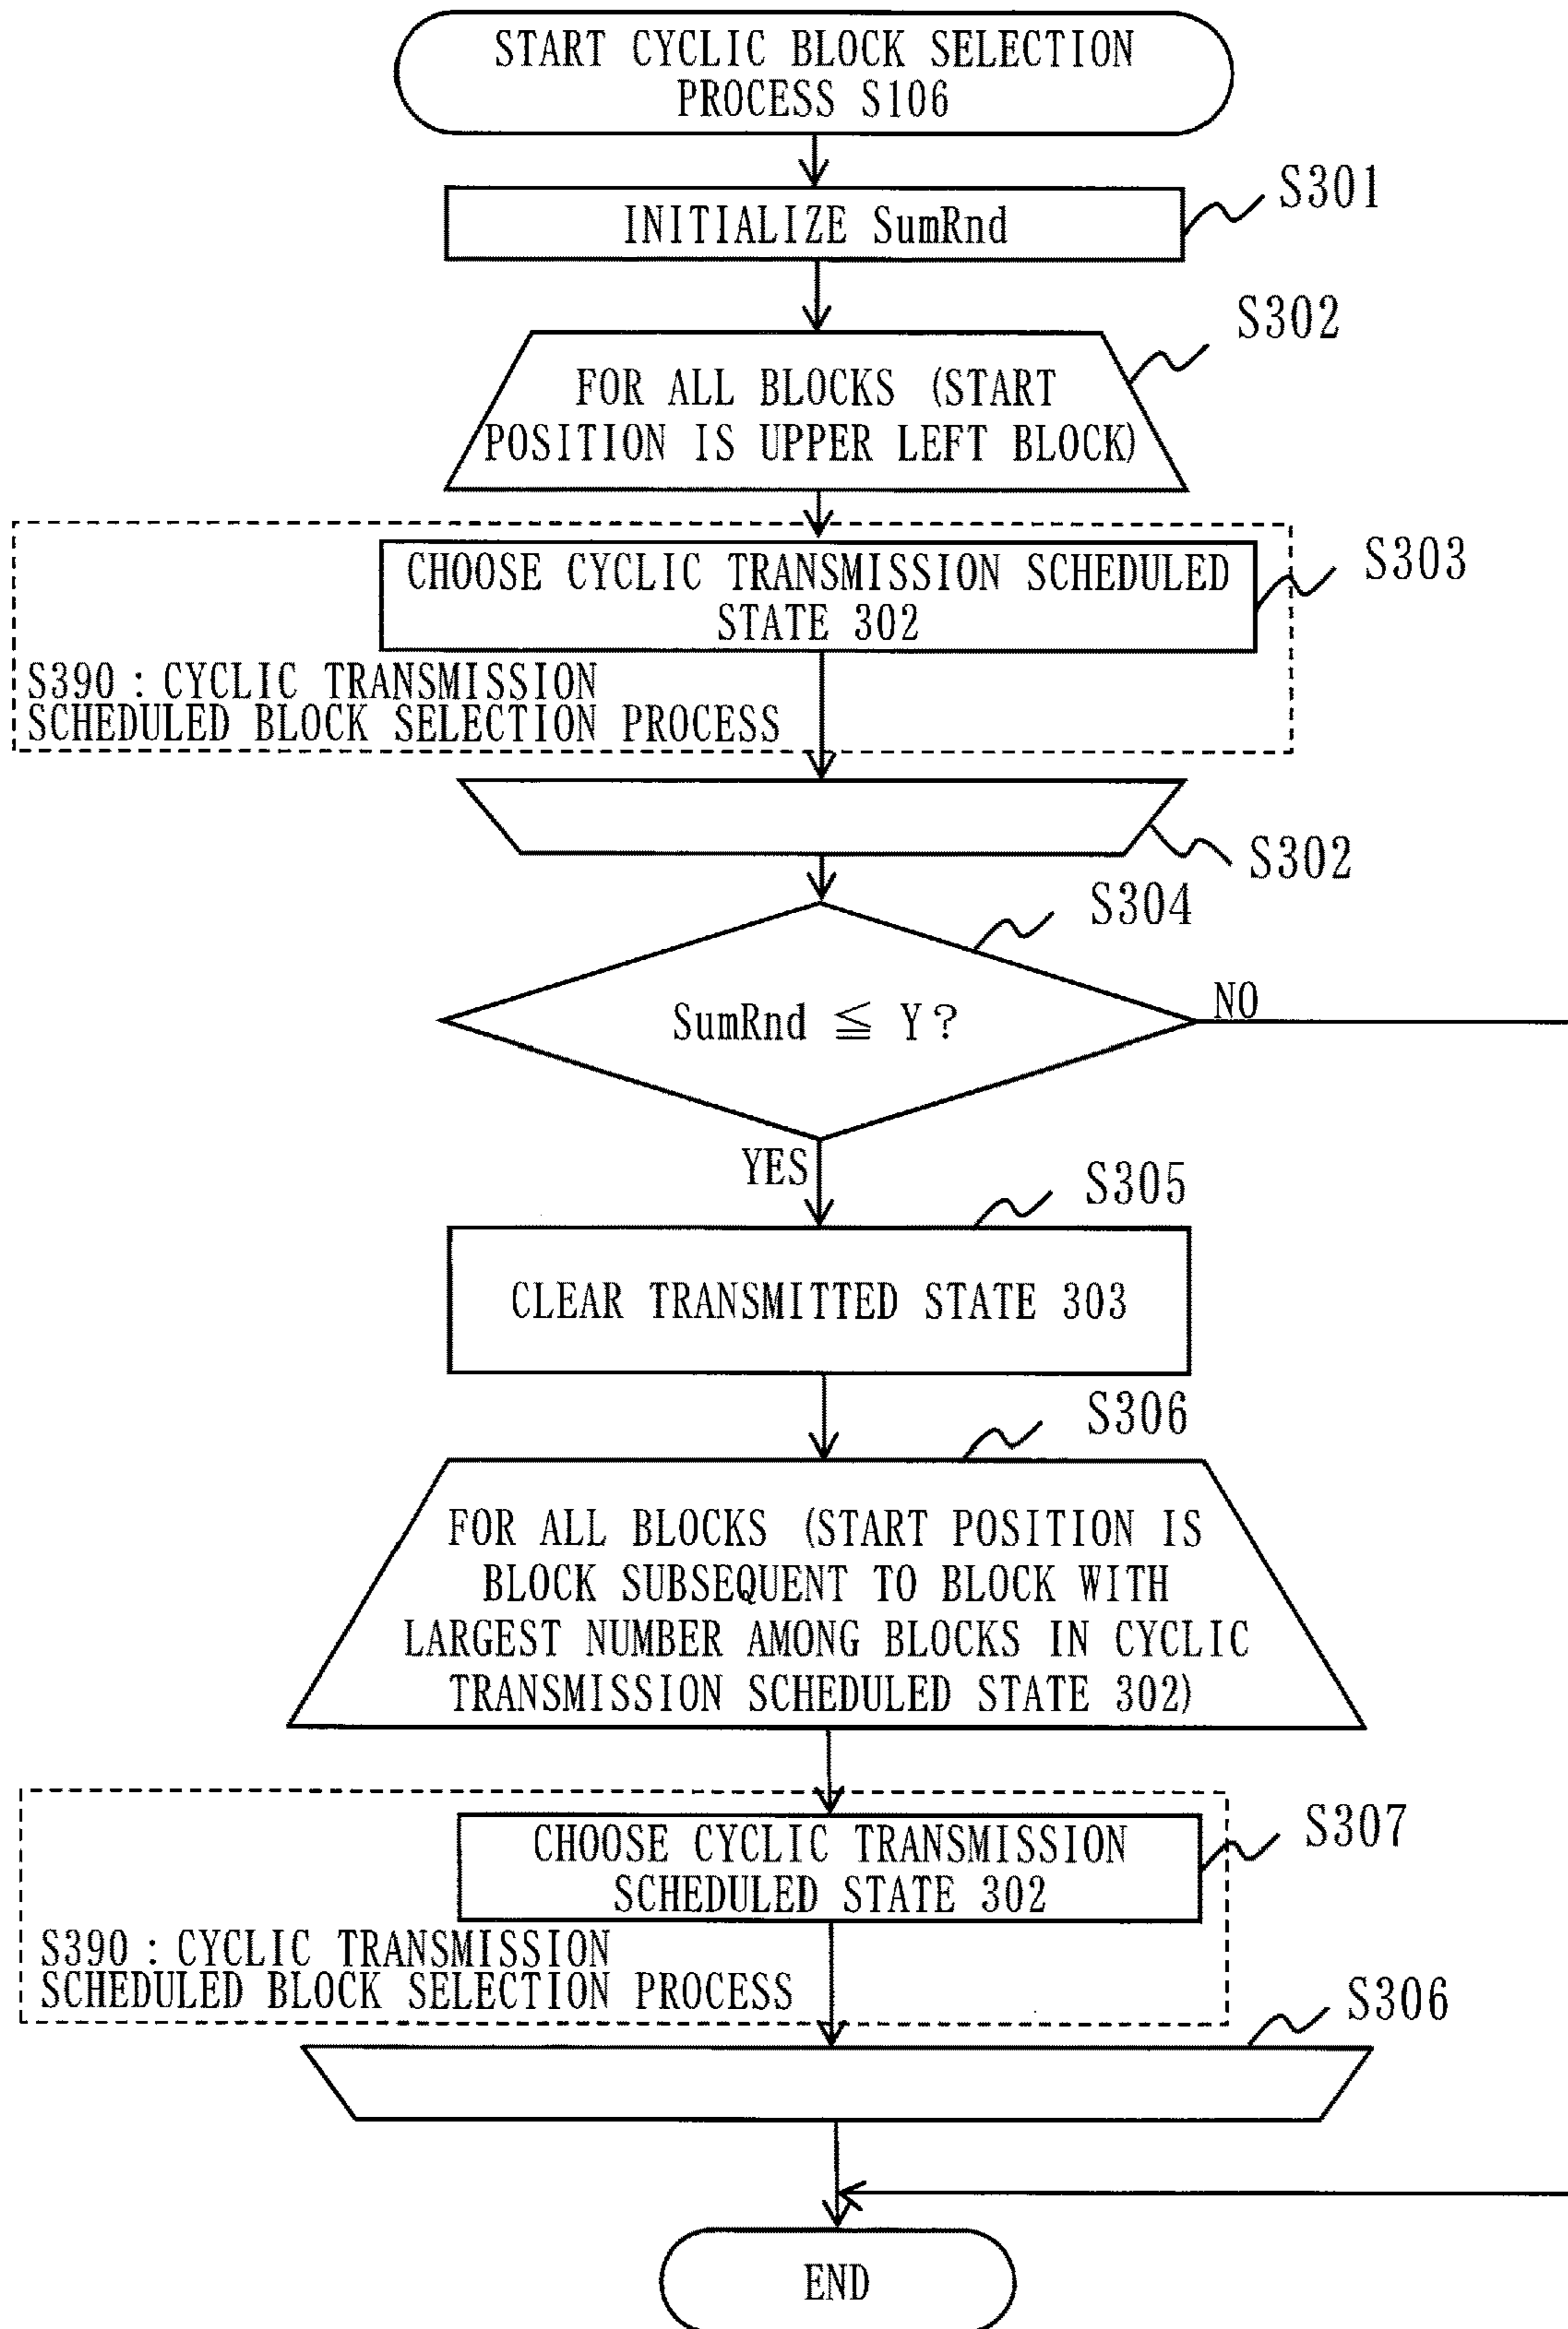 START CYCLIC BLOCK SELECTION
PROCESS S106
S301
INITIALIZE SumRnd
S302
FOR ALL BLOCKS (START
POSITION IS UPPER LEFT BLOCK)
S303
CHOOSE CYCLIC TRANSMISSION SCHEDULED
STATE 302
S390 : CYCLIC TRANSMISSION
SCHEDULED BLOCK SELECTION PROCESS
S302
S304
SumRnd ≦ Y?
NO
YES
S305
CLEAR TRANSMITTED STATE 303
S306
FOR ALL BLOCKS (START POSITION IS
BLOCK SUBSEQUENT TO BLOCK WITH
LARGEST NUMBER AMONG BLOCKS IN CYCLIC
TRANSMISSION SCHEDULED STATE 302)
S307
CHOOSE CYCLIC TRANSMISSION
SCHEDULED STATE 302
S390 : CYCLIC TRANSMISSION
SCHEDULED BLOCK SELECTION PROCESS
S306
END